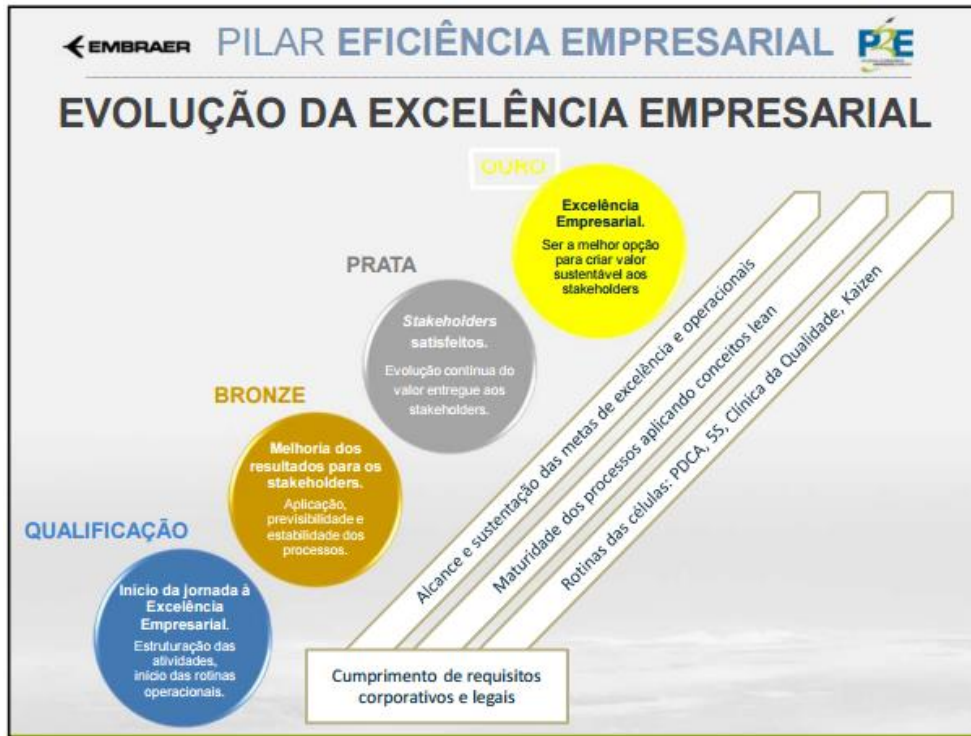 EMBRAER PILAR EFICIÊNCIA EMPRESARIAL P3E
EVOLUÇÃO DA EXCELÊNCIA EMPRESARIAL
OURO
Excelência
Empresarial.
Ser a melhor opção
para criar valor
sustentável aos
stakeholders
PRATA
Stakeholders
satisfeitos.
Evolução contínua do
valor entregue aos
stakeholders.
BRONZE
Melhoria dos
resultados para os
stakeholders.
Aplicação,
previsibilidade e
estabilidade dos
processos.
QUALIFICAÇÃO
Início da jornada à
Excelência
Empresarial.
Estruturação das
atividades,
início das rotinas
operacionais.
Alcance e sustentação das metas de excelência e operacionais
Maturidade dos processos aplicando conceitos lean
Rotinas das células: PDCA, 5S, Clínica da Qualidade, Kaizen
Cumprimento de requisitos
corporativos e legais